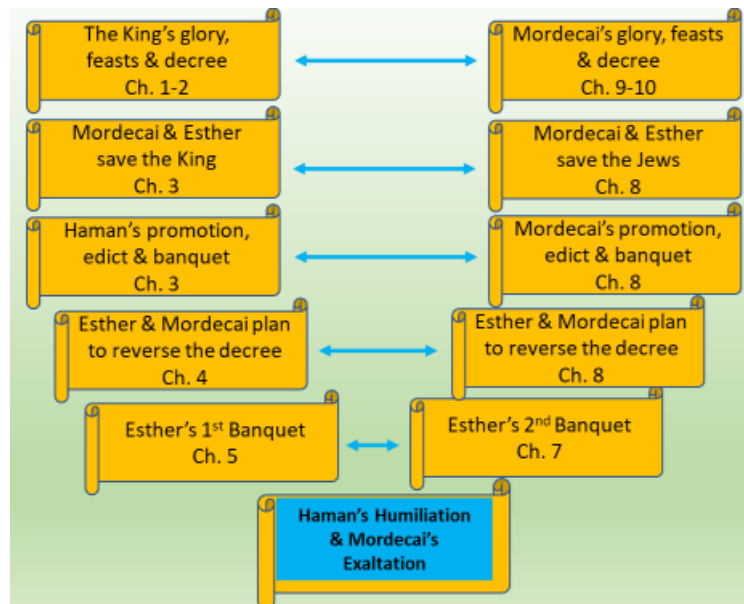 The King's glory,
feasts & decree
Ch. 1-2
Mordecai's glory, feasts
& decree
Ch. 9-10
Mordecai & Esther
save the King
Ch. 3
Mordecai & Esther
save the Jews
Ch. 8
Haman's promotion,
edict & banquet
Ch. 3
Mordecai's promotion,
edict & banquet
Ch. 8
Esther & Mordecai plan
to reverse the decree
Ch. 4
Esther & Mordecai plan
to reverse the decree
Ch. 8
Esther's 1st Banquet
Ch. 5
Esther's 2nd Banquet
Ch. 7
Haman's Humiliation
& Mordecai's
Exaltation